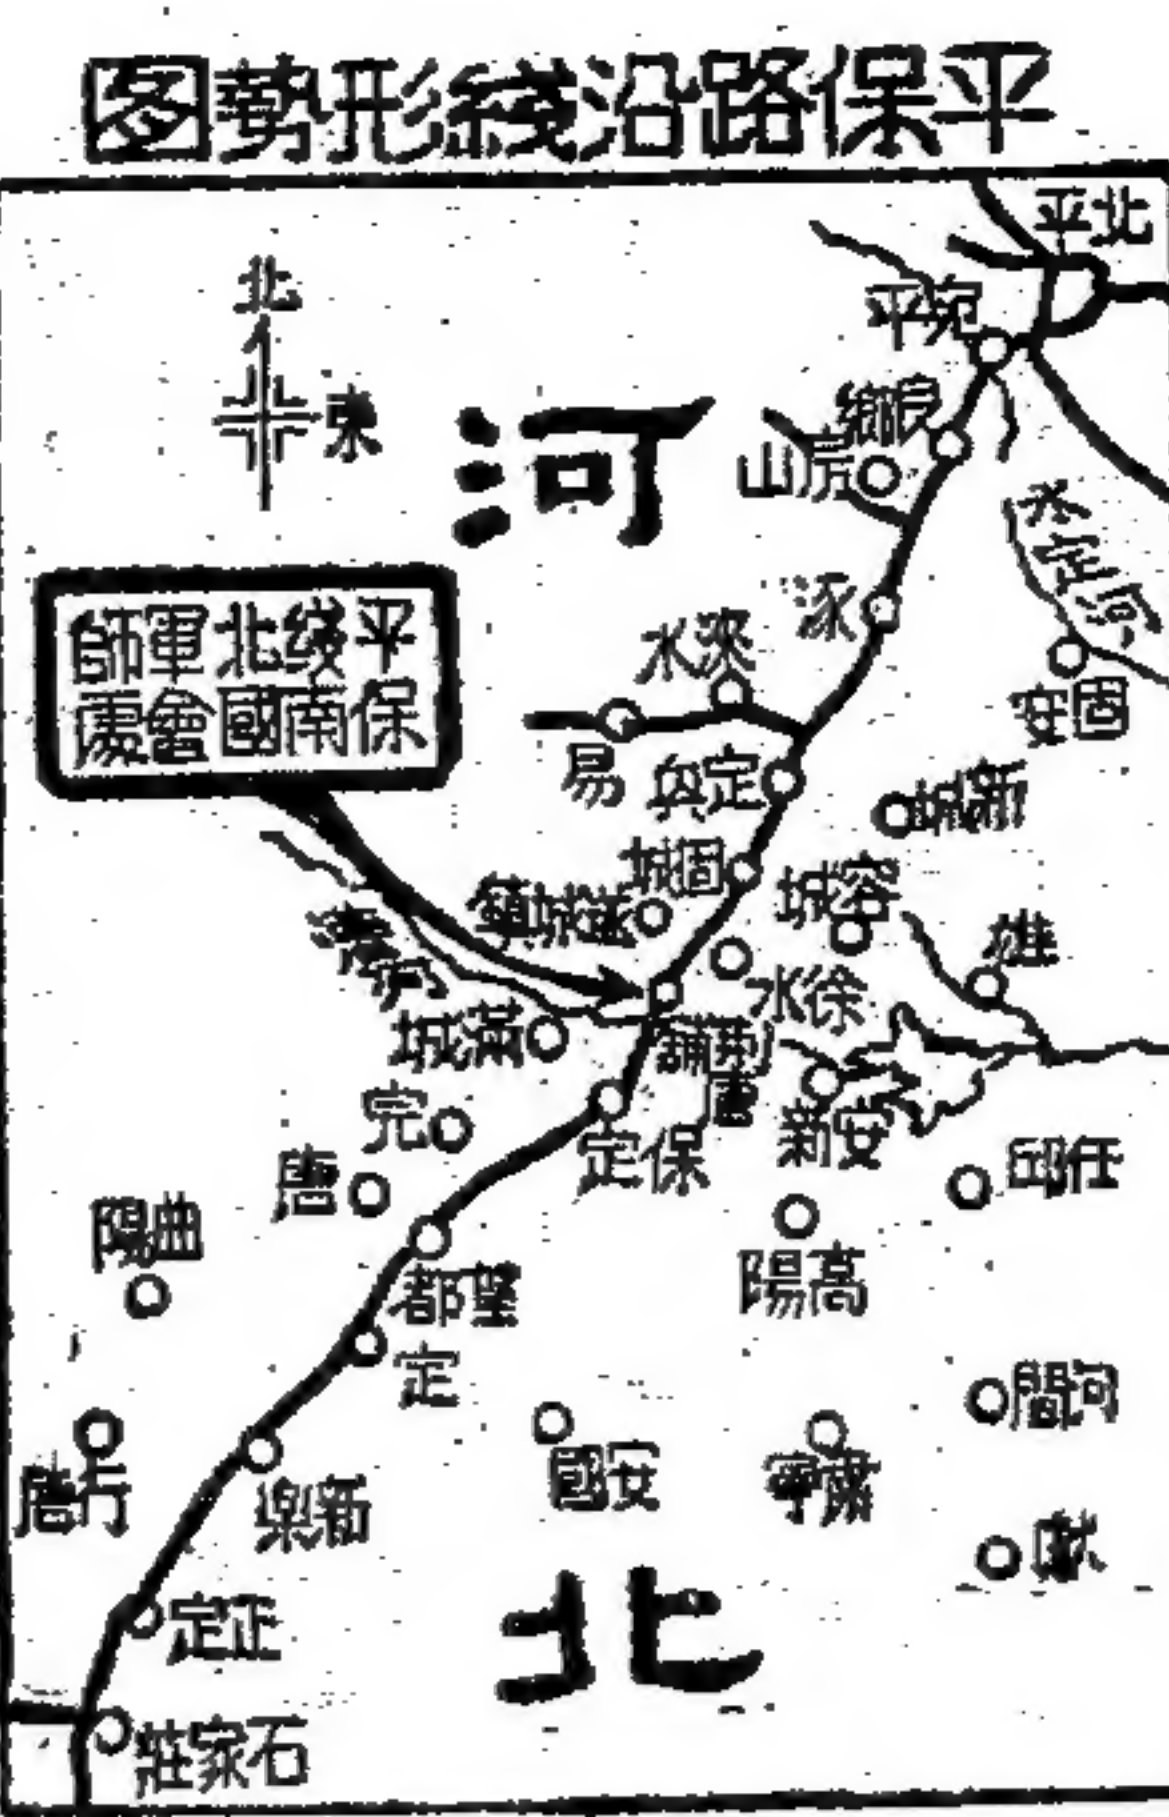 平保路沿綫形勢图
北平
北
東
宛平
良鄉
房山
河
永定河
涿
淶水
固安
平綫北軍師
保南國會處
易
定興
新城
固城
容城
遂城鎮
雄
漕河
徐水
滿城
荆塘舖
完
新安
保定
任邱
唐
曲陽
高陽
望都
定
河間
安國
肅寧
行唐
新樂
獻
北
正定
石家莊